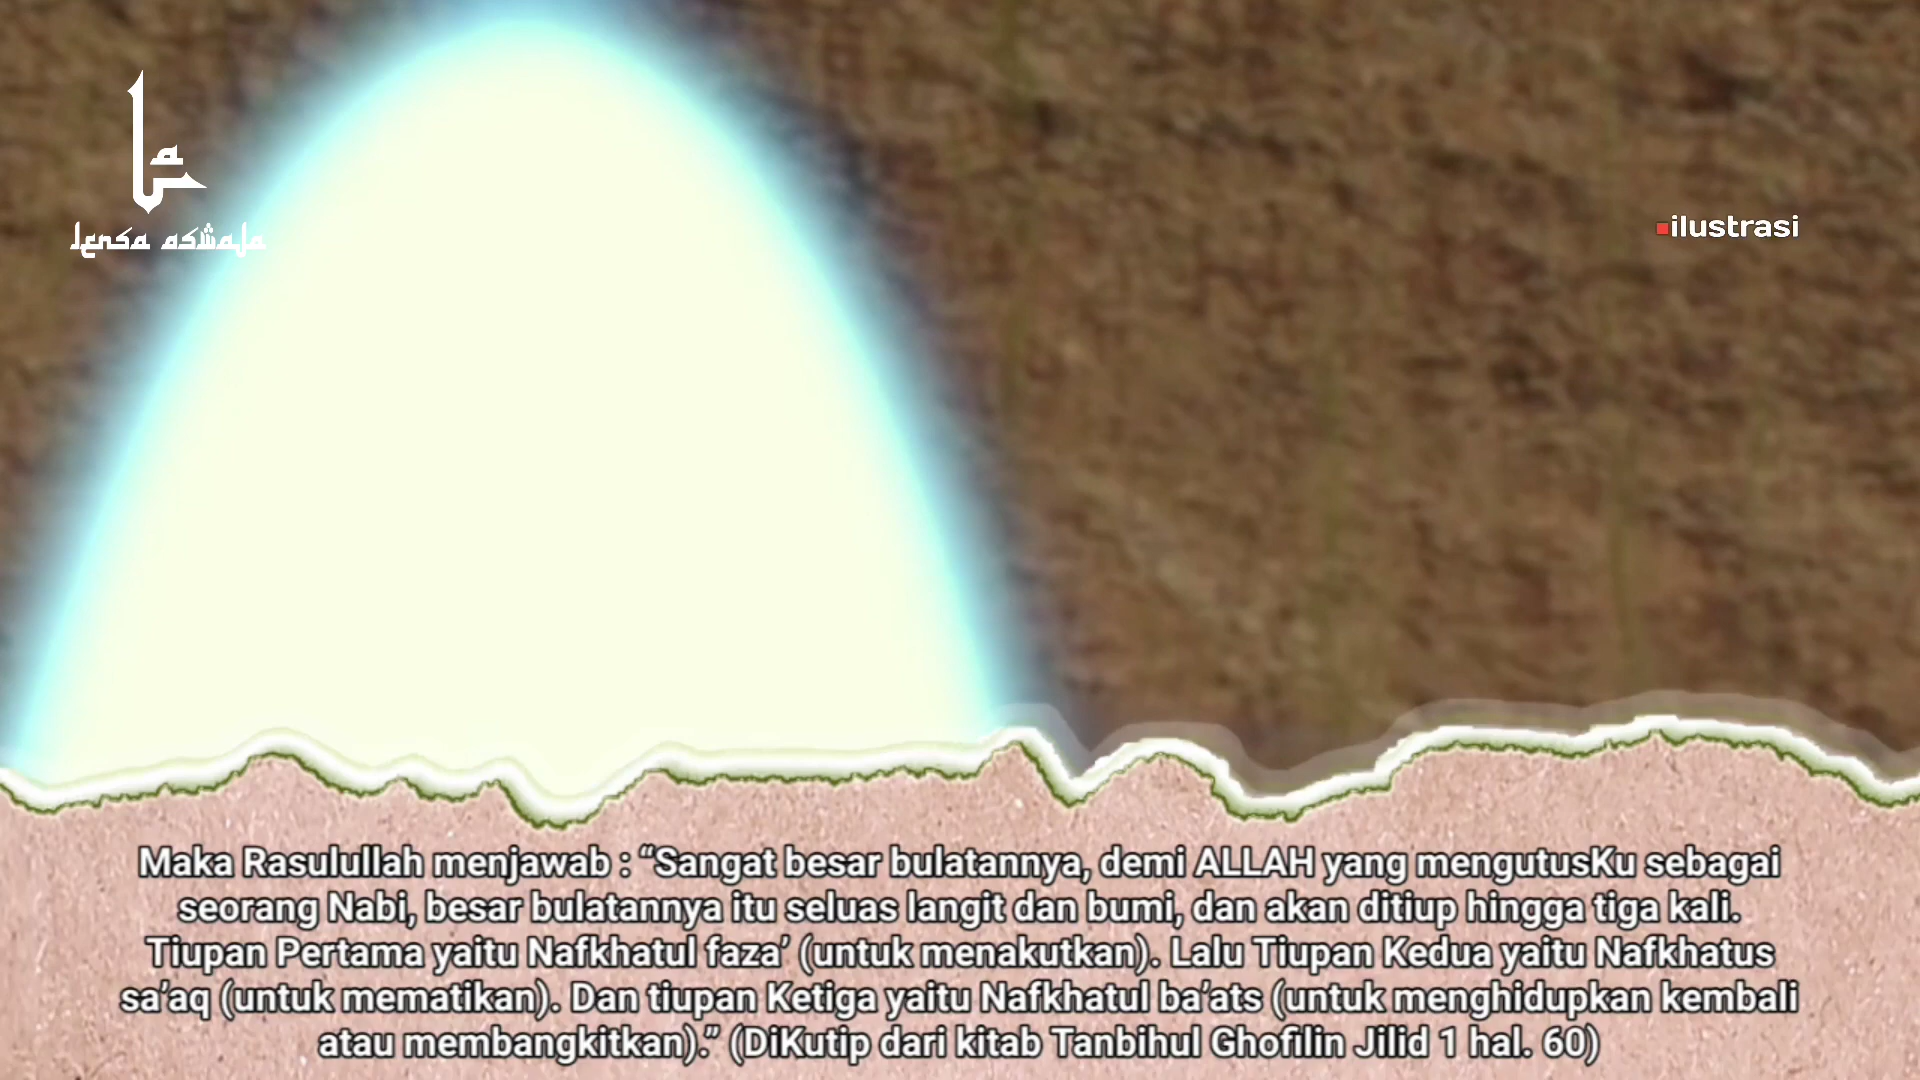 la
lensa aswaja
ilustrasi
Maka Rasulullah menjawab : “Sangat besar bulatannya, demi ALLAH yang mengutusKu sebagai
seorang Nabi, besar bulatannya itu seluas langit dan bumi, dan akan ditiup hingga tiga kali.
Tiupan Pertama yaitu Nafkhatul faza’ (untuk menakutkan). Lalu Tiupan Kedua yaitu Nafkhatus
sa’aq (untuk mematikan). Dan tiupan Ketiga yaitu Nafkhatul ba’ats (untuk menghidupkan kembali
atau membangkitkan).” (DiKutip dari kitab Tanbihul Ghofilin Jilid 1 hal. 60)